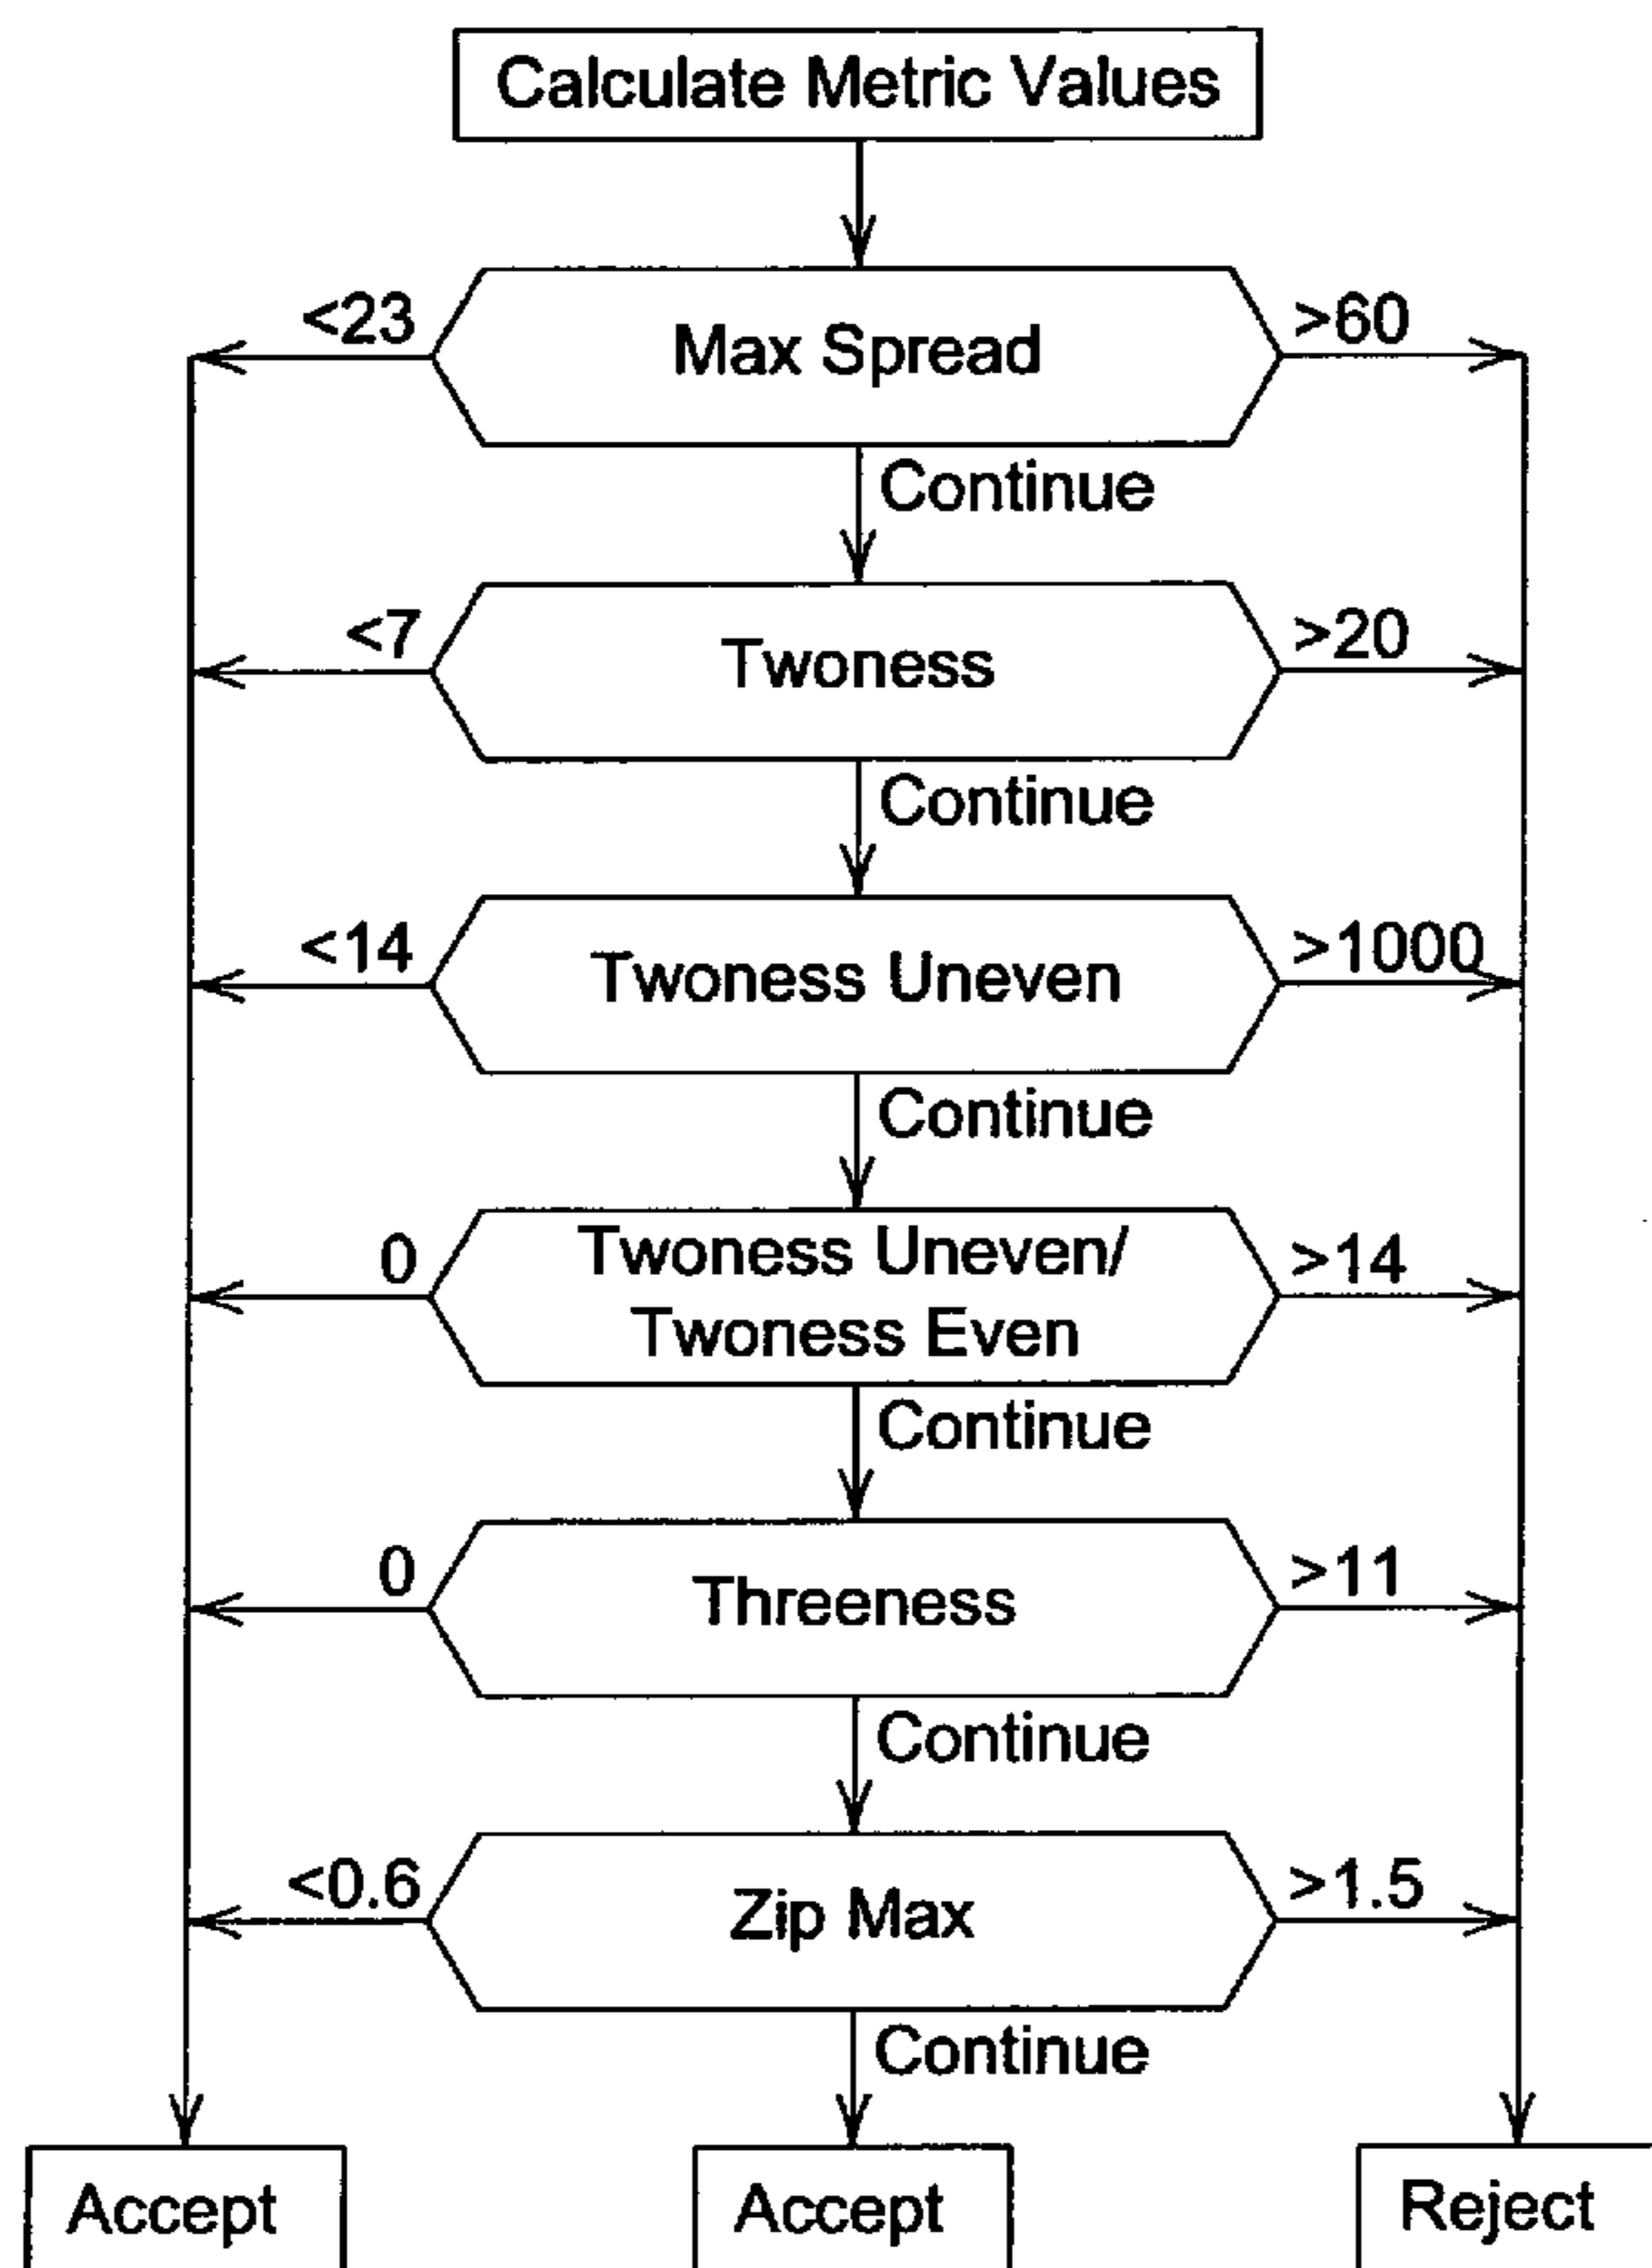 Calculate Metric Values
<23
Max Spread
>60
Continue
<7
Twoness
>20
Continue
<14
Twoness Uneven
>1000
Continue
0
Twoness Uneven/
Twoness Even
>14
Continue
0
Threeness
>11
Continue
<0.6
Zip Max
>1.5
Continue
Accept
Accept
Reject